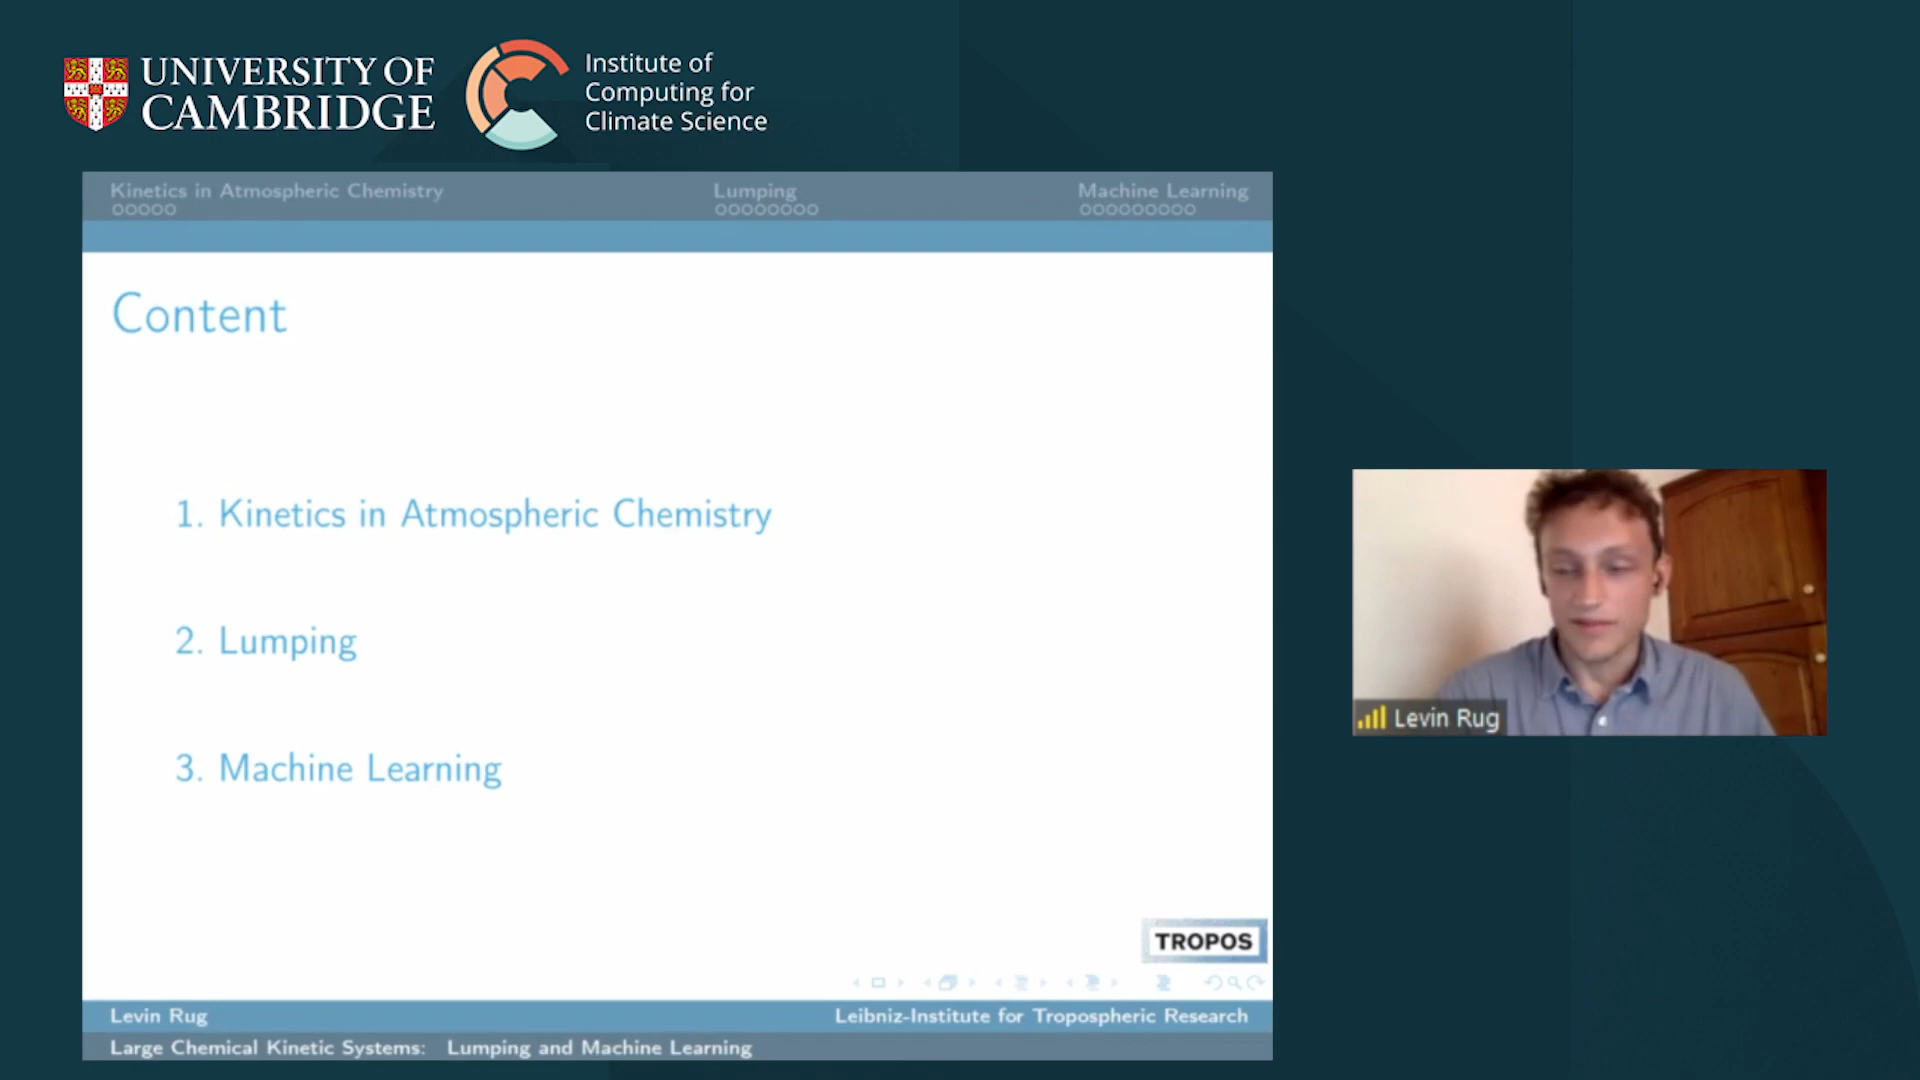 UNIVERSITY OF
CAMBRIDGE
Institute of
Computing for
Climate Science
Kinetics in Atmospheric Chemistry
Lumping
Machine Learning
Content
1. Kinetics in Atmospheric Chemistry
2. Lumping
3. Machine Learning
TROPOS
Levin Rug
Leibniz-Institute for Tropospheric Research
Large Chemical Kinetic Systems: Lumping and Machine Learning
Levin Rug